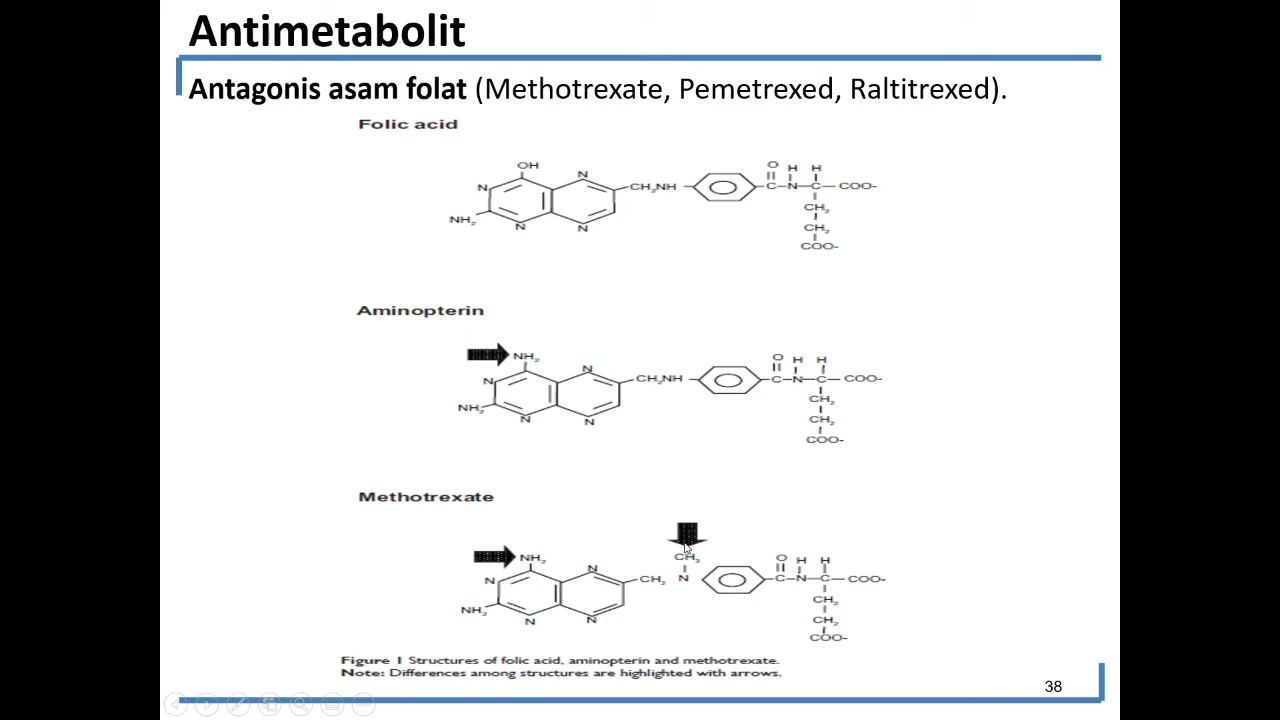 Antimetabolit
Antagonis asam folat (Methotrexate, Pemetrexed, Raltitrexed).
Folic acid
OH
O H H
N N CH₂NH C N C COO-
NH₂ N N CH₂
CH₂
COO-
Aminopterin
NH₂ O H H
N N CH₂NH C N C COO-
NH₂ N N CH₂
CH₂
COO-
Methotrexate
NH₂ CH₃ O H H
N N CH₂ N C N C COO-
NH₂ N N CH₂
CH₂
COO-
Figure 1 Structures of folic acid, aminopterin and methotrexate.
Note: Differences among structures are highlighted with arrows.
38